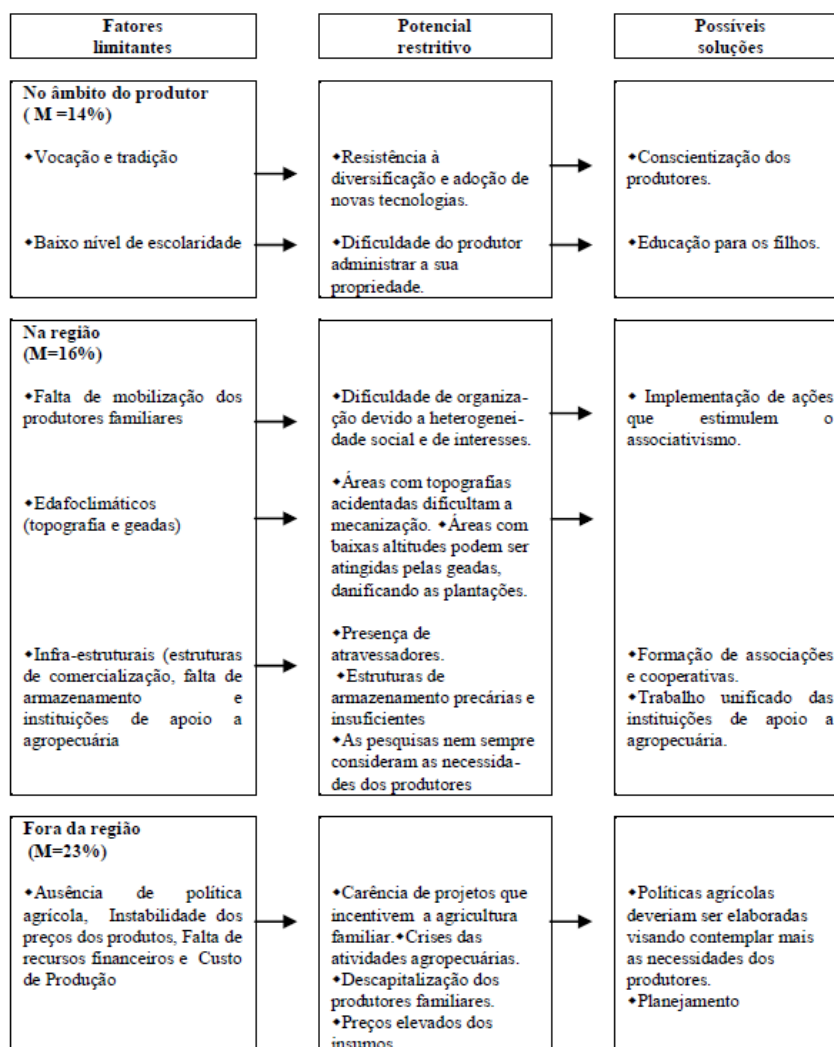 Fatores
limitantes
Potencial
restritivo
Possíveis
soluções
No âmbito do produtor
( M =14%)
◆Vocação e tradição
◆Baixo nível de escolaridade
◆Resistência à
diversificação e adoção de
novas tecnologias.
◆Dificuldade do produtor
administrar a sua
propriedade.
◆Conscientização dos
produtores.
◆Educação para os filhos.
Na região
(M=16%)
◆Falta de mobilização dos
produtores familiares
◆Edafoclimáticos
(topografia e geadas)
◆Infra-estruturais (estruturas
de comercialização, falta de
armazenamento e
instituições de apoio a
agropecuária
◆Dificuldade de organiza-
ção devido a heterogenei-
dade social e de interesses.
◆Áreas com topografias
acidentadas dificultam a
mecanização. ◆Áreas com
baixas altitudes podem ser
atingidas pelas geadas,
danificando as plantações.
◆Presença de
atravessadores.
◆Estruturas de
armazenamento precárias e
insuficientes
◆As pesquisas nem sempre
consideram as necessida-
des dos produtores
◆ Implementação de ações
que estimulem o
associativismo.
◆Formação de associações
e cooperativas.
◆Trabalho unificado das
instituições de apoio a
agropecuária.
Fora da região
(M=23%)
◆Ausência de política
agrícola, Instabilidade dos
preços dos produtos, Falta de
recursos financeiros e Custo
de Produção
◆Carência de projetos que
incentivem a agricultura
familiar.◆Crises das
atividades agropecuárias.
◆Descapitalização dos
produtores familiares.
◆Preços elevados dos
insumos
◆Políticas agrícolas
deveriam ser elaboradas
visando contemplar mais
as necessidades dos
produtores.
◆Planejamento